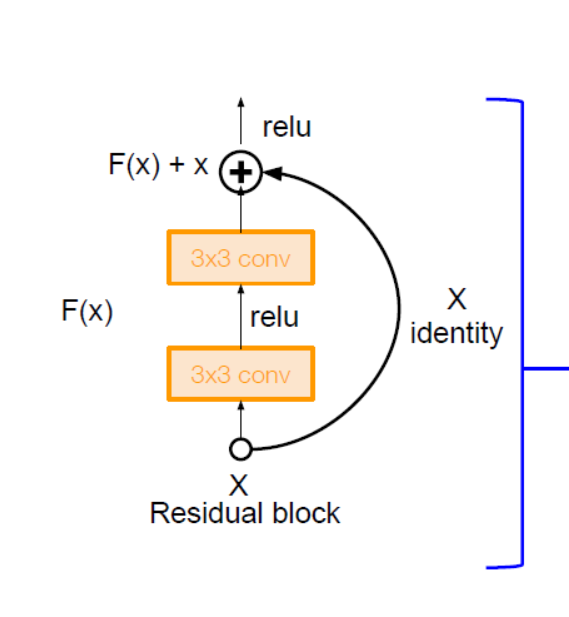 relu
F(x) + x
3x3 conv
F(x)
relu
X
identity
3x3 conv
X
Residual block